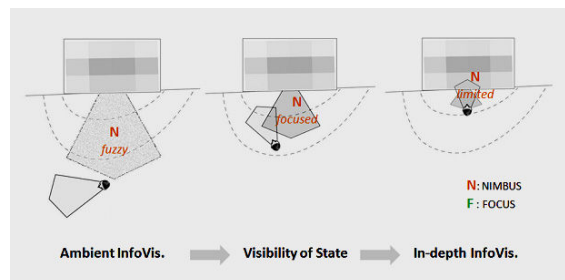 N
fuzzy
N
focused
N
limited
N: NIMBUS
F : FOCUS
Ambient InfoVis.
Visibility of State
In-depth InfoVis.